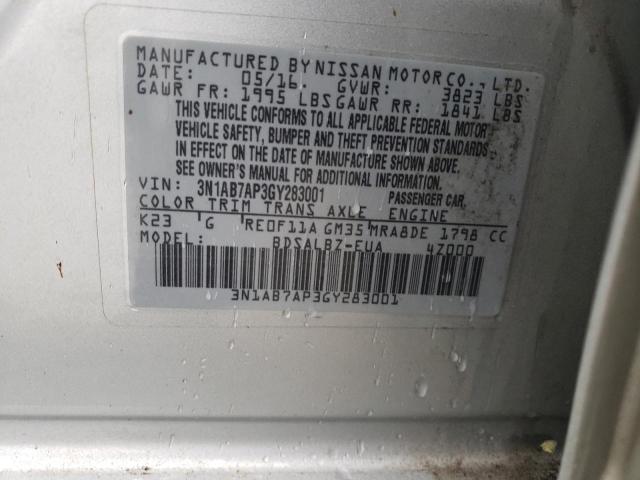 MANUFACTURED BY NISSAN MOTOR CO., LTD.
DATE: 05/16. GVWR: 3823 LBS
GAWR FR: 1995 LBS GAWR RR: 1841 LBS
THIS VEHICLE CONFORMS TO ALL APPLICABLE FEDERAL MOTOR
VEHICLE SAFETY, BUMPER AND THEFT PREVENTION STANDARDS
IN EFFECT ON THE DATE OF MANUFACTURE SHOWN ABOVE.
SEE OWNER'S MANUAL FOR ADDITIONAL INFORMATION.
VIN: 3N1AB7AP3GY283001 PASSENGER CAR.
COLOR TRIM TRANS AXLE ENGINE
K23 G RE0F11A GM35 MRA8DE 1798 CC
MODEL: BDSALBZ-EUA 4Z000
3N1AB7AP3GY283001